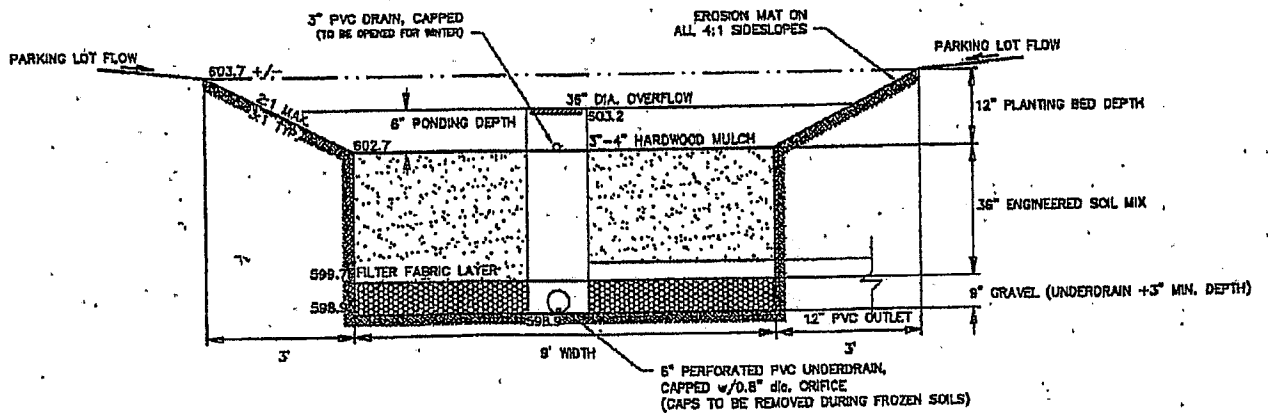 3" PVC DRAIN, CAPPED
(TO BE OPENED FOR WINTER)
EROSION MAT ON
ALL 4:1 SIDESLOPES
PARKING LOT FLOW
PARKING LOT FLOW
603.7 +/-
2:1 MAX.
3:1 TYP.
36" DIA. OVERFLOW
603.2
6" PONDING DEPTH
12" PLANTING BED DEPTH
602.7
3"-4" HARDWOOD MULCH
36" ENGINEERED SOIL MIX
599.7
FILTER FABRIC LAYER
598.9
598.9
9" GRAVEL (UNDERDRAIN +3" MIN. DEPTH)
12" PVC OUTLET
3'
9' WIDTH
3'
6" PERFORATED PVC UNDERDRAIN,
CAPPED w/0.8" dia. ORIFICE
(CAPS TO BE REMOVED DURING FROZEN SOILS)